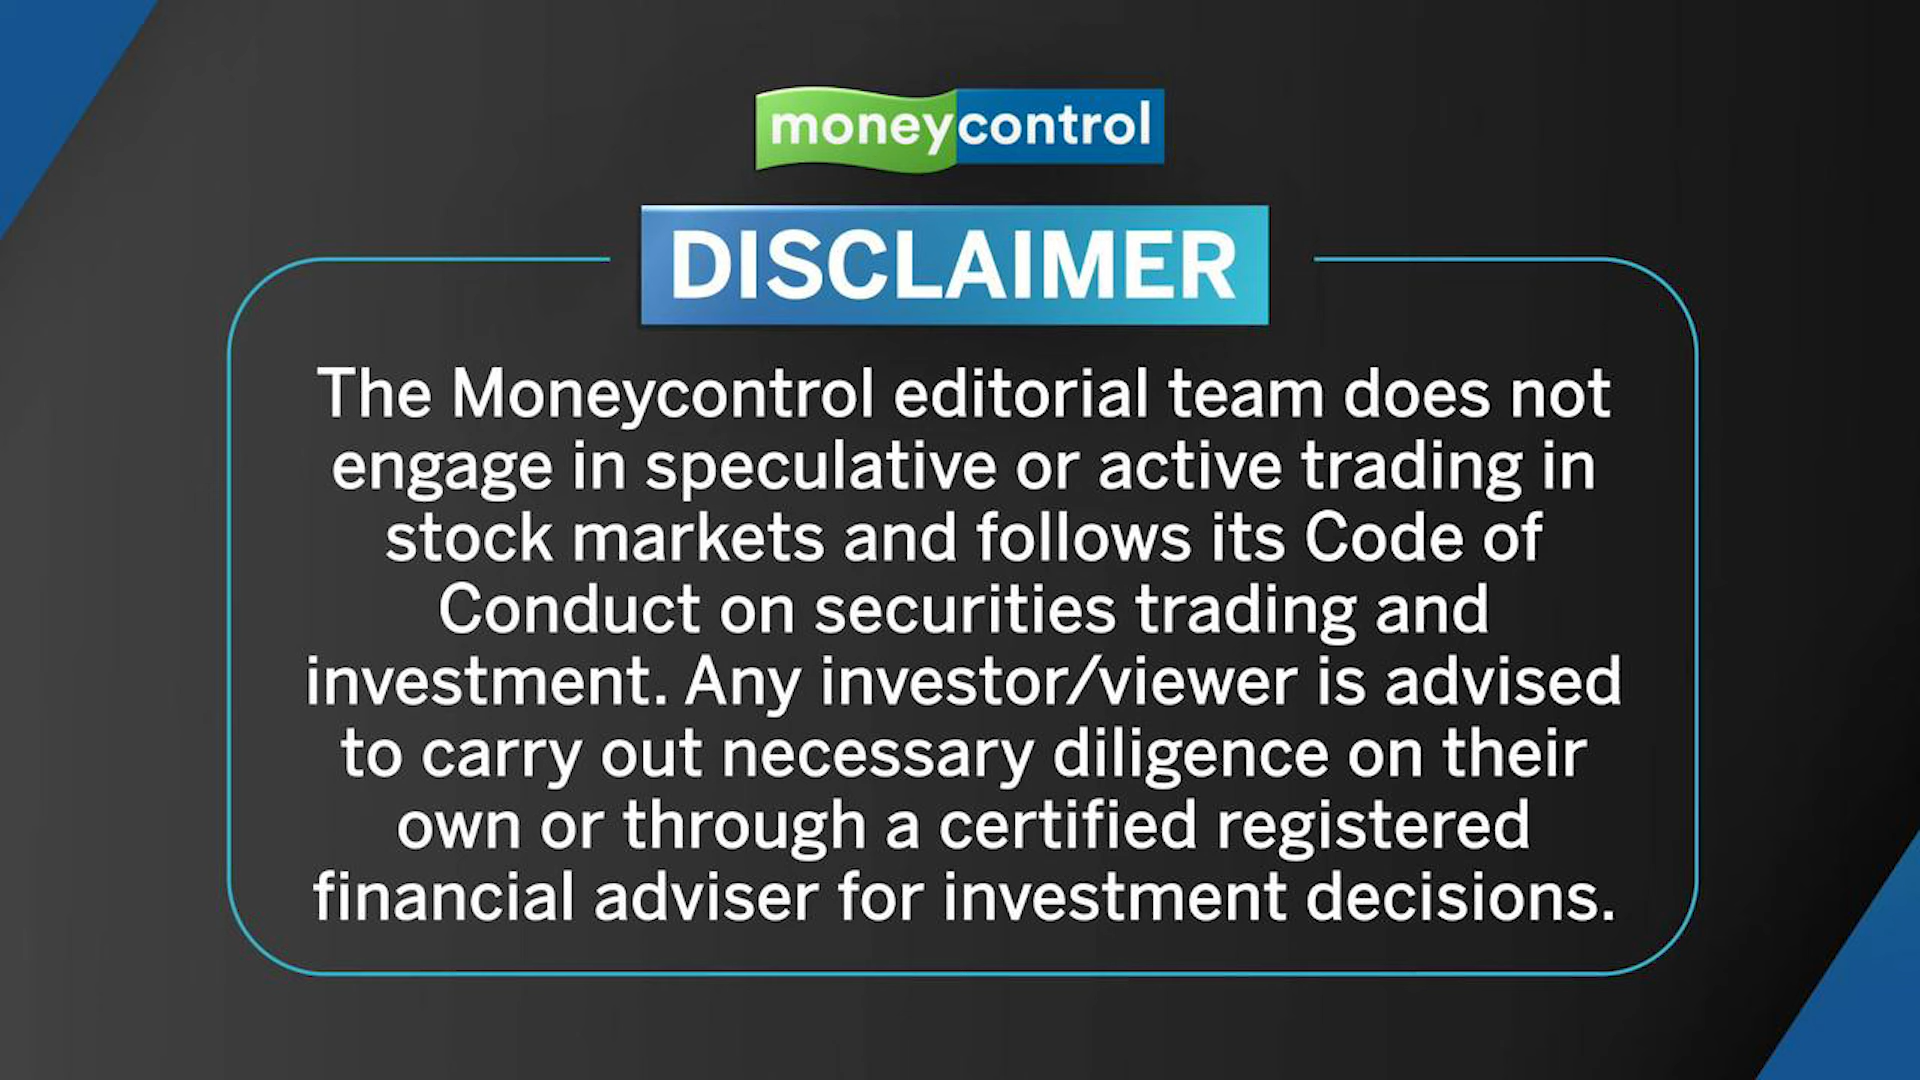 moneycontrol
DISCLAIMER
The Moneycontrol editorial team does not
engage in speculative or active trading in
stock markets and follows its Code of
Conduct on securities trading and
investment. Any investor/viewer is advised
to carry out necessary diligence on their
own or through a certified registered
financial adviser for investment decisions.